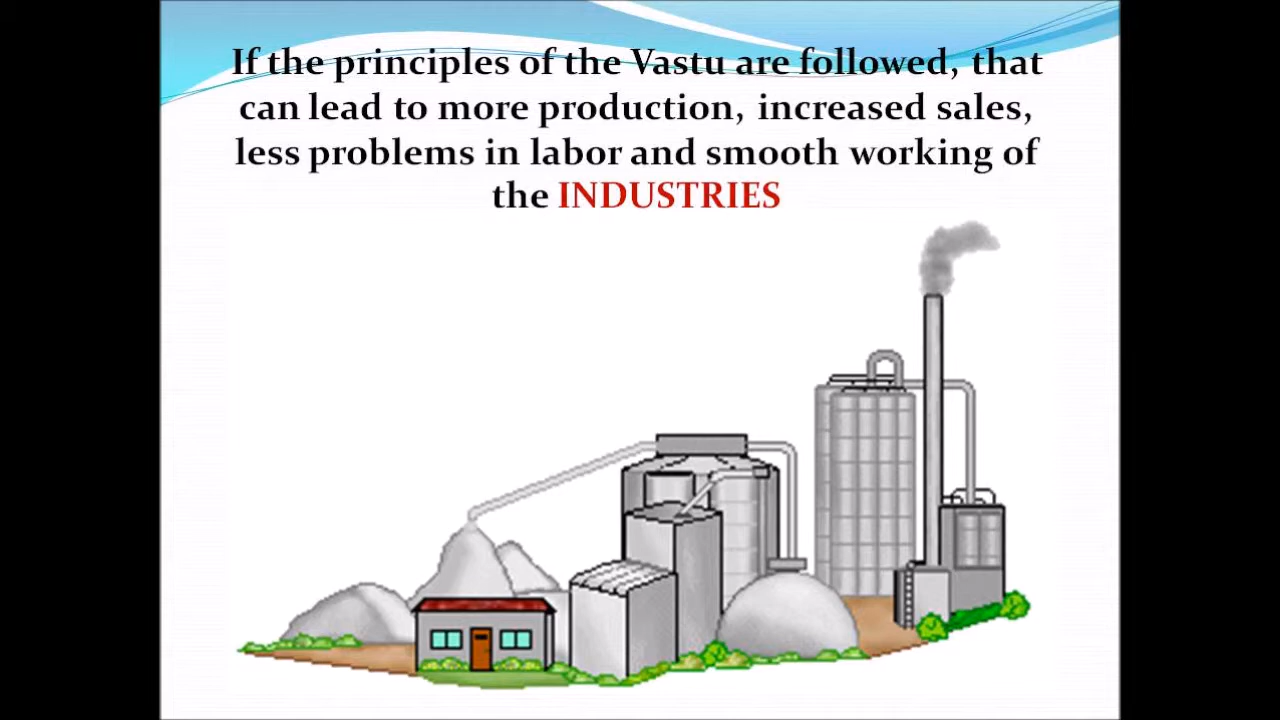 If the principles of the Vastu are followed, that
can lead to more production, increased sales,
less problems in labor and smooth working of
the INDUSTRIES